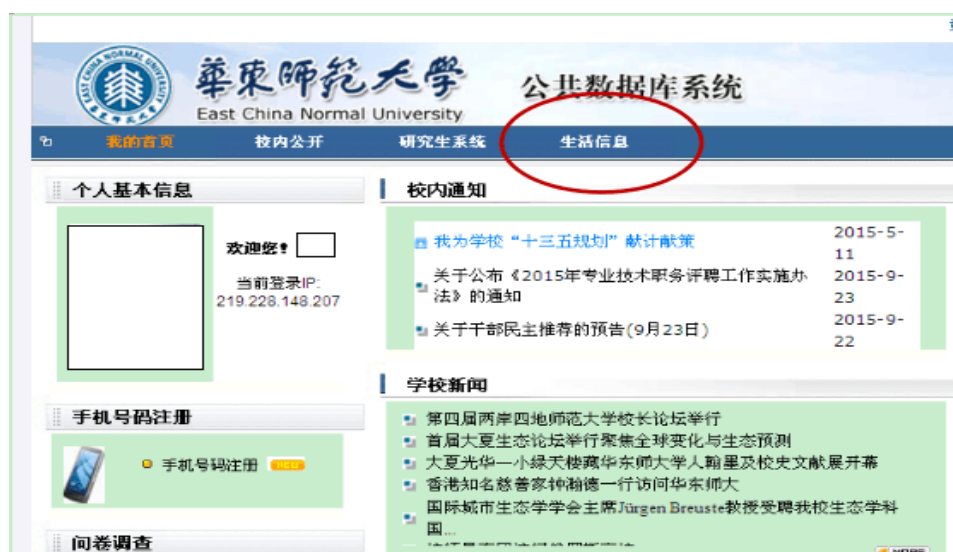 華東師範大學
East China Normal University
公共数据库系统
我的首页 校内公开 研究生系统 生活信息
个人基本信息
欢迎您!
当前登录IP:
219.228.148.207
手机号码注册
手机号码注册
问卷调查
校内通知
我为学校“十三五规划”献计献策 2015-5-
11
关于公布《2015年专业技术职务评聘工作实施办 2015-9-
法》的通知 23
关于干部民主推荐的预告(9月23日) 2015-9-
22
学校新闻
第四届两岸四地师范大学校长论坛举行
首届大夏生态论坛举行聚焦全球变化与生态预测
大夏光华—小绿天楼藏华东师大学人翰墨及校史文献展开幕
香港知名慈善家钟瀚德一行访问华东师大
国际城市生态学学会主席Jürgen Breuste教授受聘我校生态学科
国...